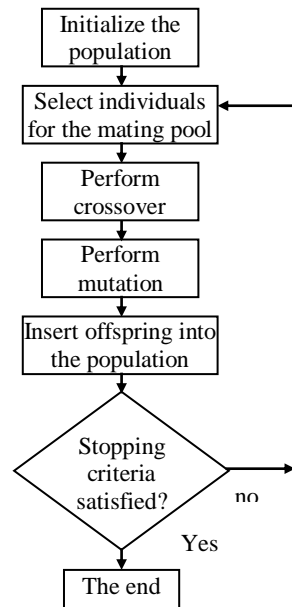 Initialize the
population
Select individuals
for the mating pool
Perform
crossover
Perform
mutation
Insert offspring into
the population
Stopping
criteria
satisfied?
no
Yes
The end